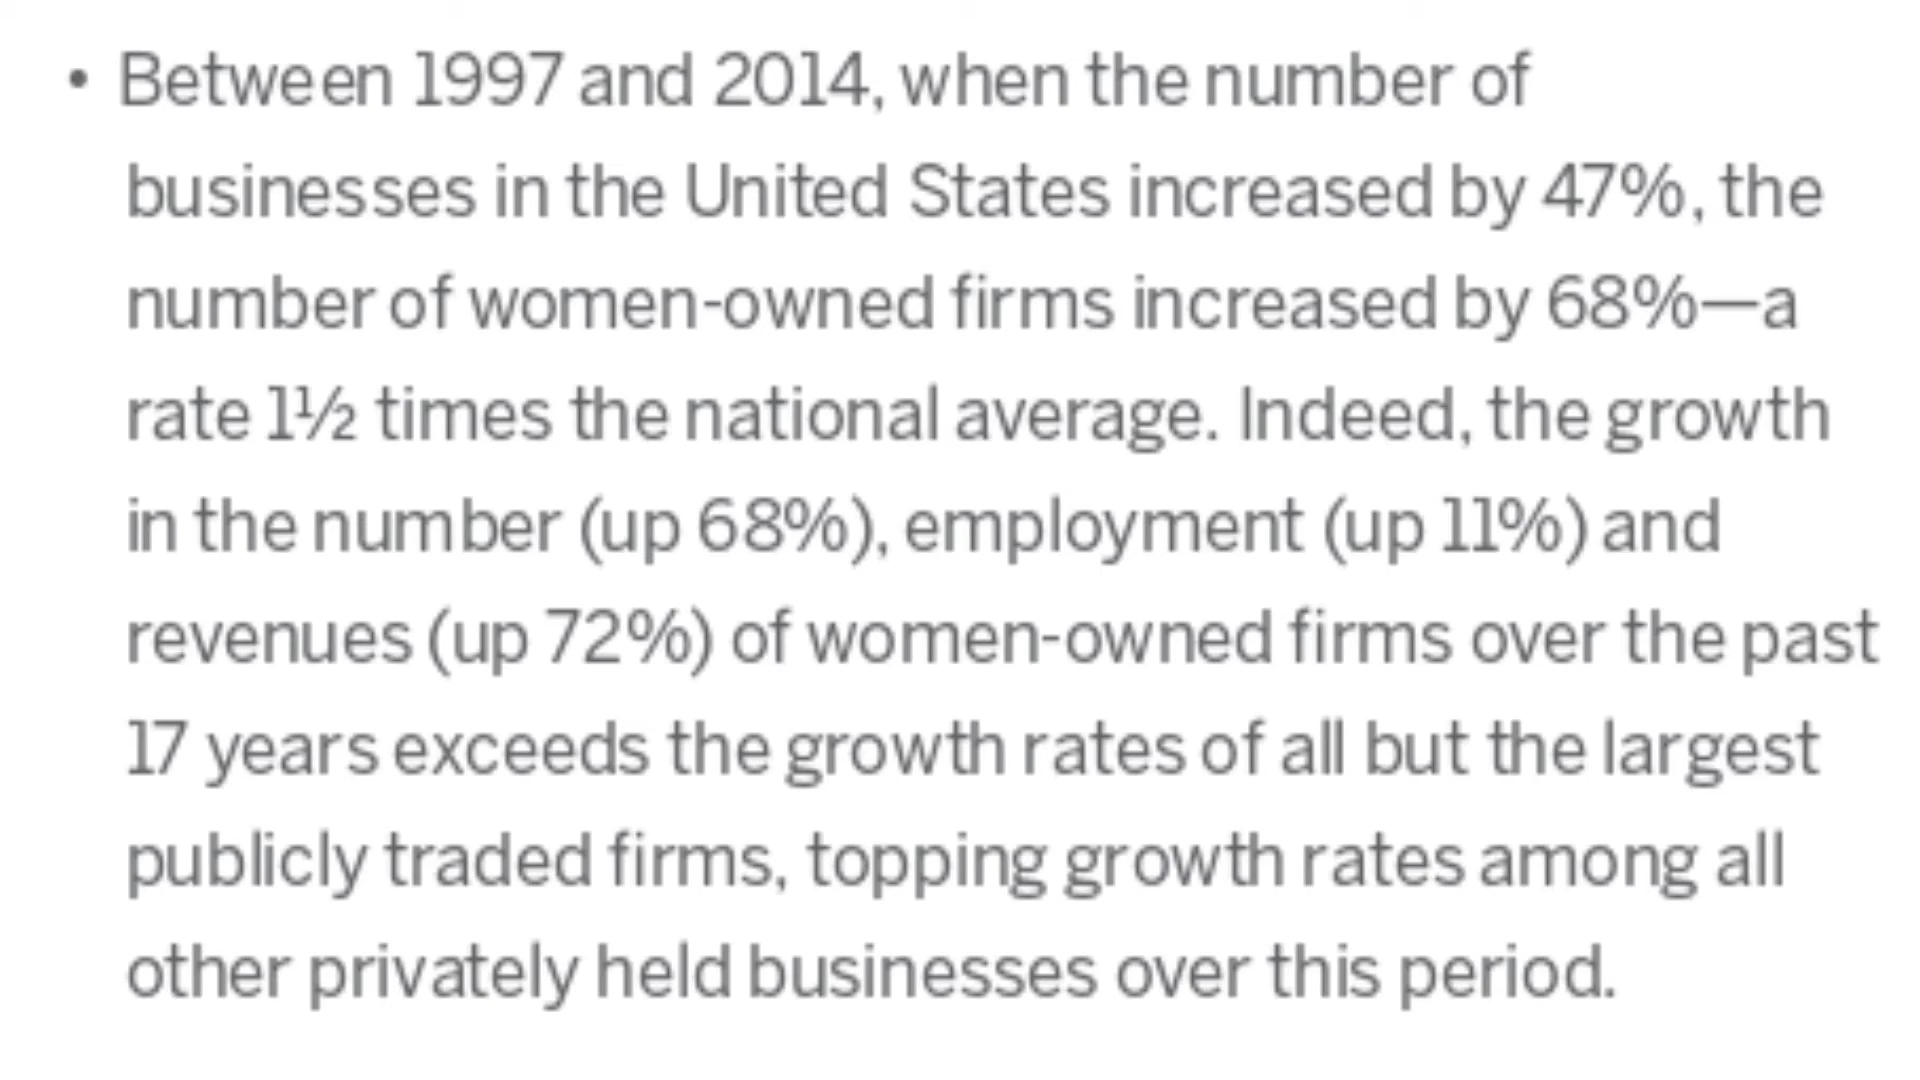 • Between 1997 and 2014, when the number of
businesses in the United States increased by 47%, the
number of women-owned firms increased by 68%—a
rate 1½ times the national average. Indeed, the growth
in the number (up 68%), employment (up 11%) and
revenues (up 72%) of women-owned firms over the past
17 years exceeds the growth rates of all but the largest
publicly traded firms, topping growth rates among all
other privately held businesses over this period.